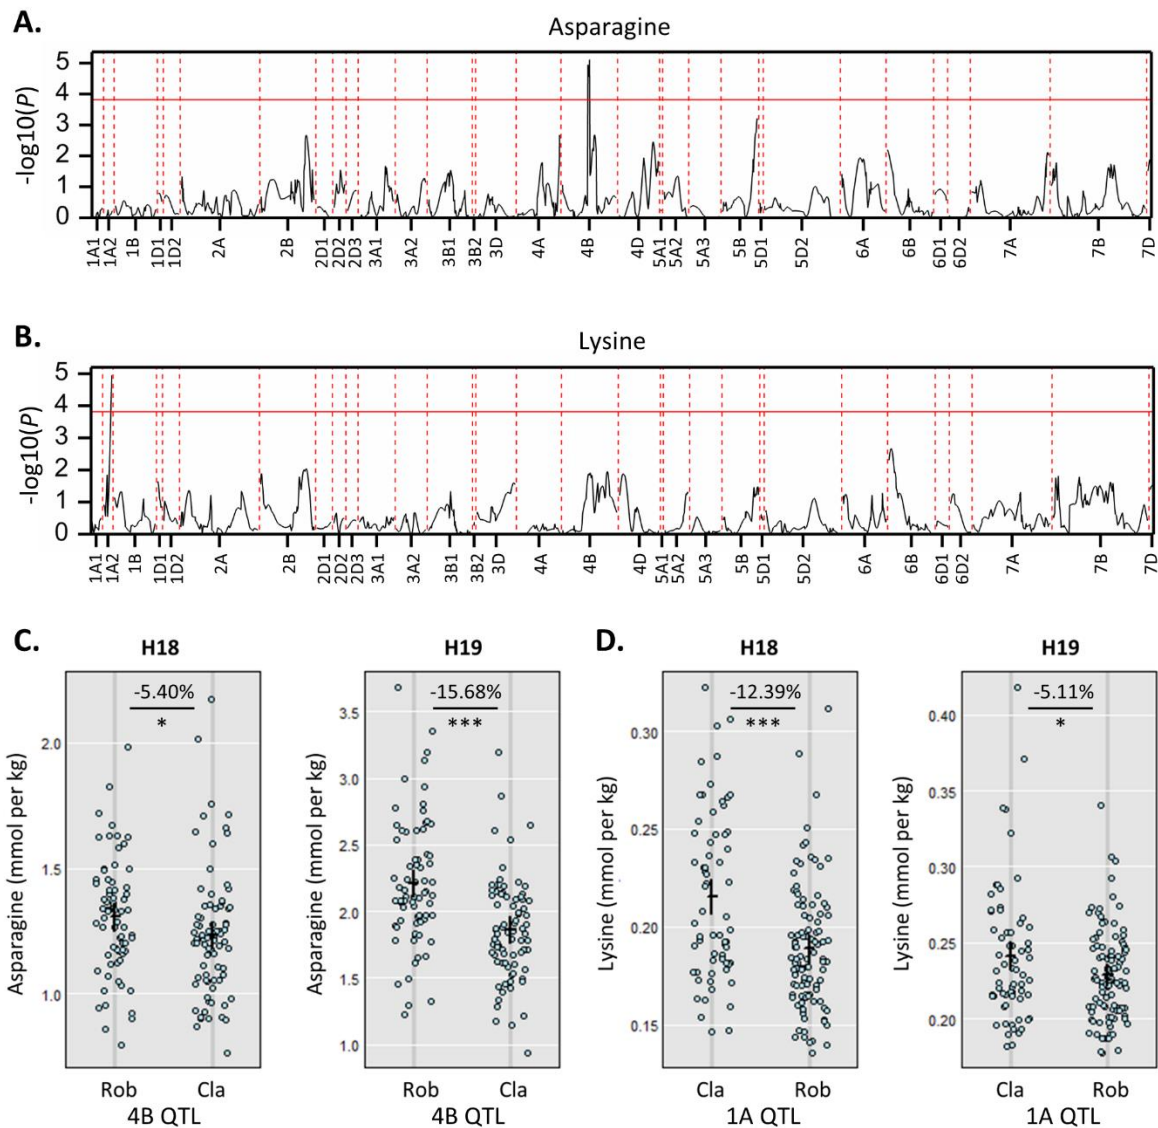 A.
Asparagine
-log10(P)
5
4
3
2
1
0
1A1 1A2 1B 1D1 1D2 2A 2B 2D1 2D2 2D3 3A1 3A2 3B1 3B2 3D 4A 4B 4D 5A1 5A2 5A3 5B 5D1 5D2 6A 6B 6D1 6D2 7A 7B 7D
B.
Lysine
-log10(P)
5
4
3
2
1
0
1A1 1A2 1B 1D1 1D2 2A 2B 2D1 2D2 2D3 3A1 3A2 3B1 3B2 3D 4A 4B 4D 5A1 5A2 5A3 5B 5D1 5D2 6A 6B 6D1 6D2 7A 7B 7D
C.
H18
Asparagine (mmol per kg)
2.0
1.5
1.0
-5.40%
*
Rob Cla
4B QTL
H19
Asparagine (mmol per kg)
3.5
3.0
2.5
2.0
1.5
1.0
-15.68%
***
Rob Cla
4B QTL
D.
H18
Lysine (mmol per kg)
0.30
0.25
0.20
0.15
-12.39%
***
Cla Rob
1A QTL
H19
Lysine (mmol per kg)
0.40
0.35
0.30
0.25
0.20
-5.11%
*
Cla Rob
1A QTL